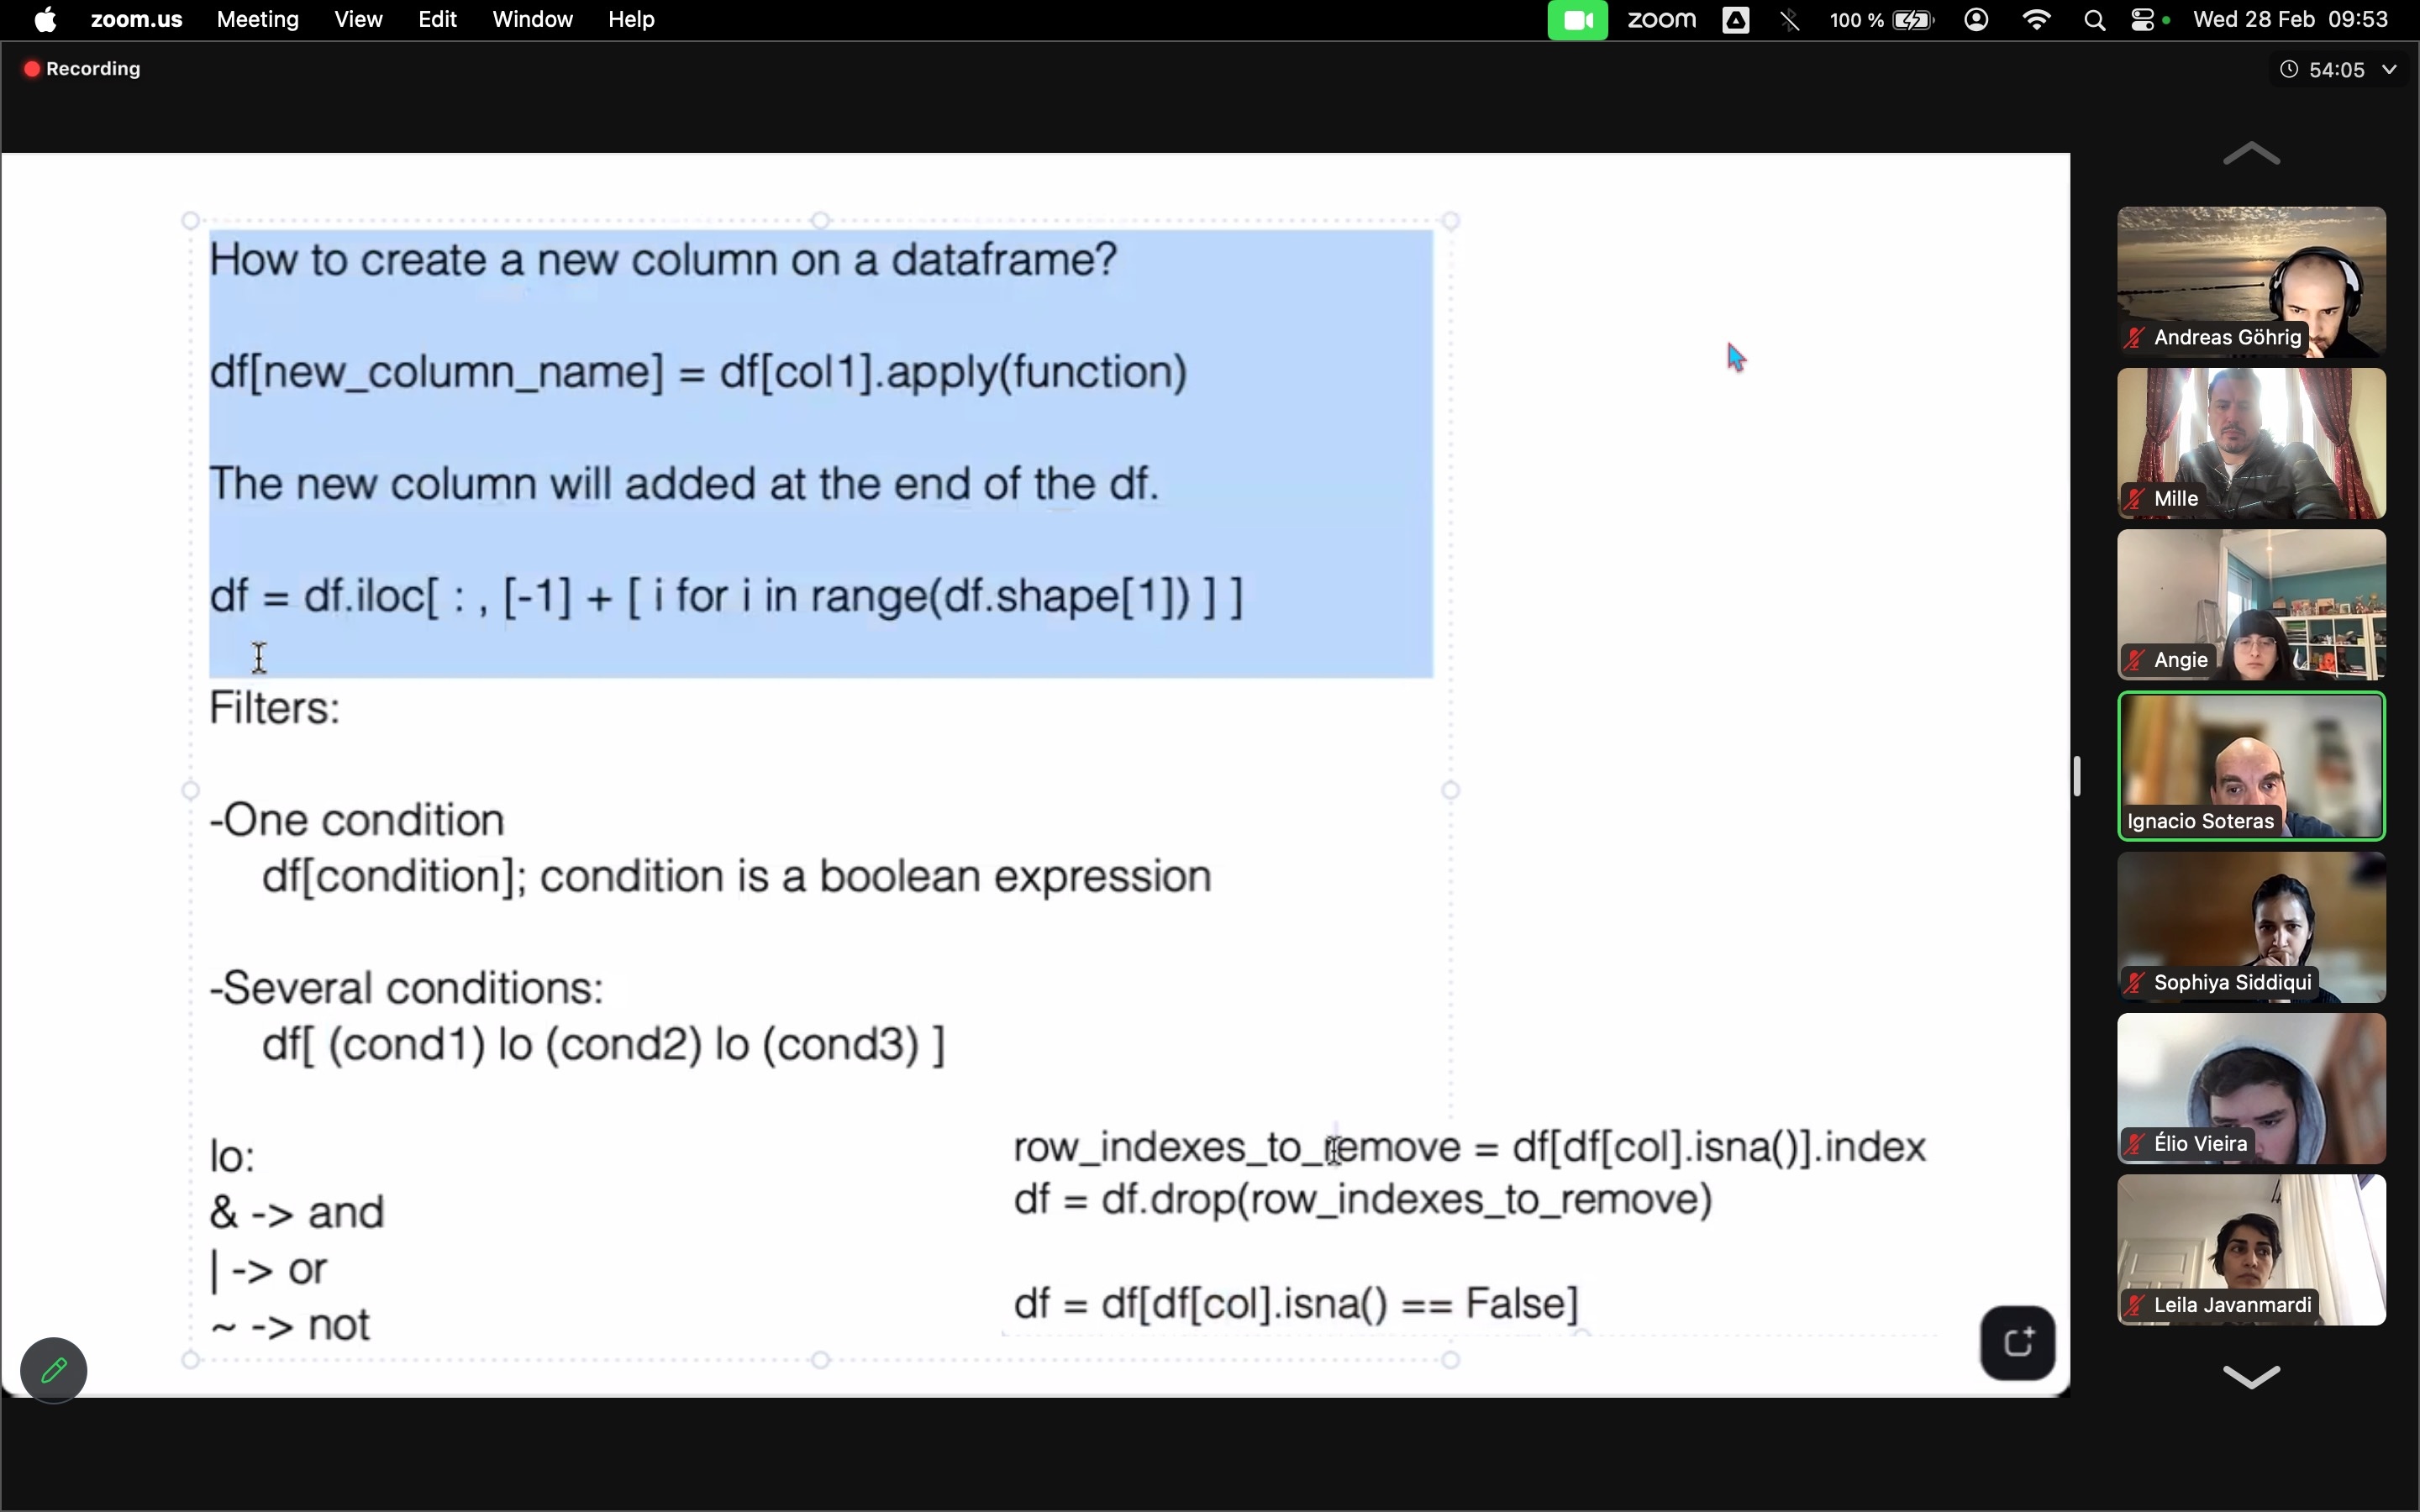 zoom.us Meeting View Edit Window Help zoom 100 % Wed 28 Feb 09:53
Recording 54:05
How to create a new column on a dataframe?
df[new_column_name] = df[col1].apply(function)
The new column will added at the end of the df.
df = df.iloc[ : , [-1] + [ i for i in range(df.shape[1]) ] ]
Filters:
-One condition
df[condition]; condition is a boolean expression
-Several conditions:
df[ (cond1) lo (cond2) lo (cond3) ]
lo:
& -> and
| -> or
~ -> not
row_indexes_to_remove = df[df[col].isna()].index
df = df.drop(row_indexes_to_remove)
df = df[df[col].isna() == False]
Andreas Göhrig
Mille
Angie
Ignacio Soteras
Sophiya Siddiqui
Élio Vieira
Leila Javanmardi